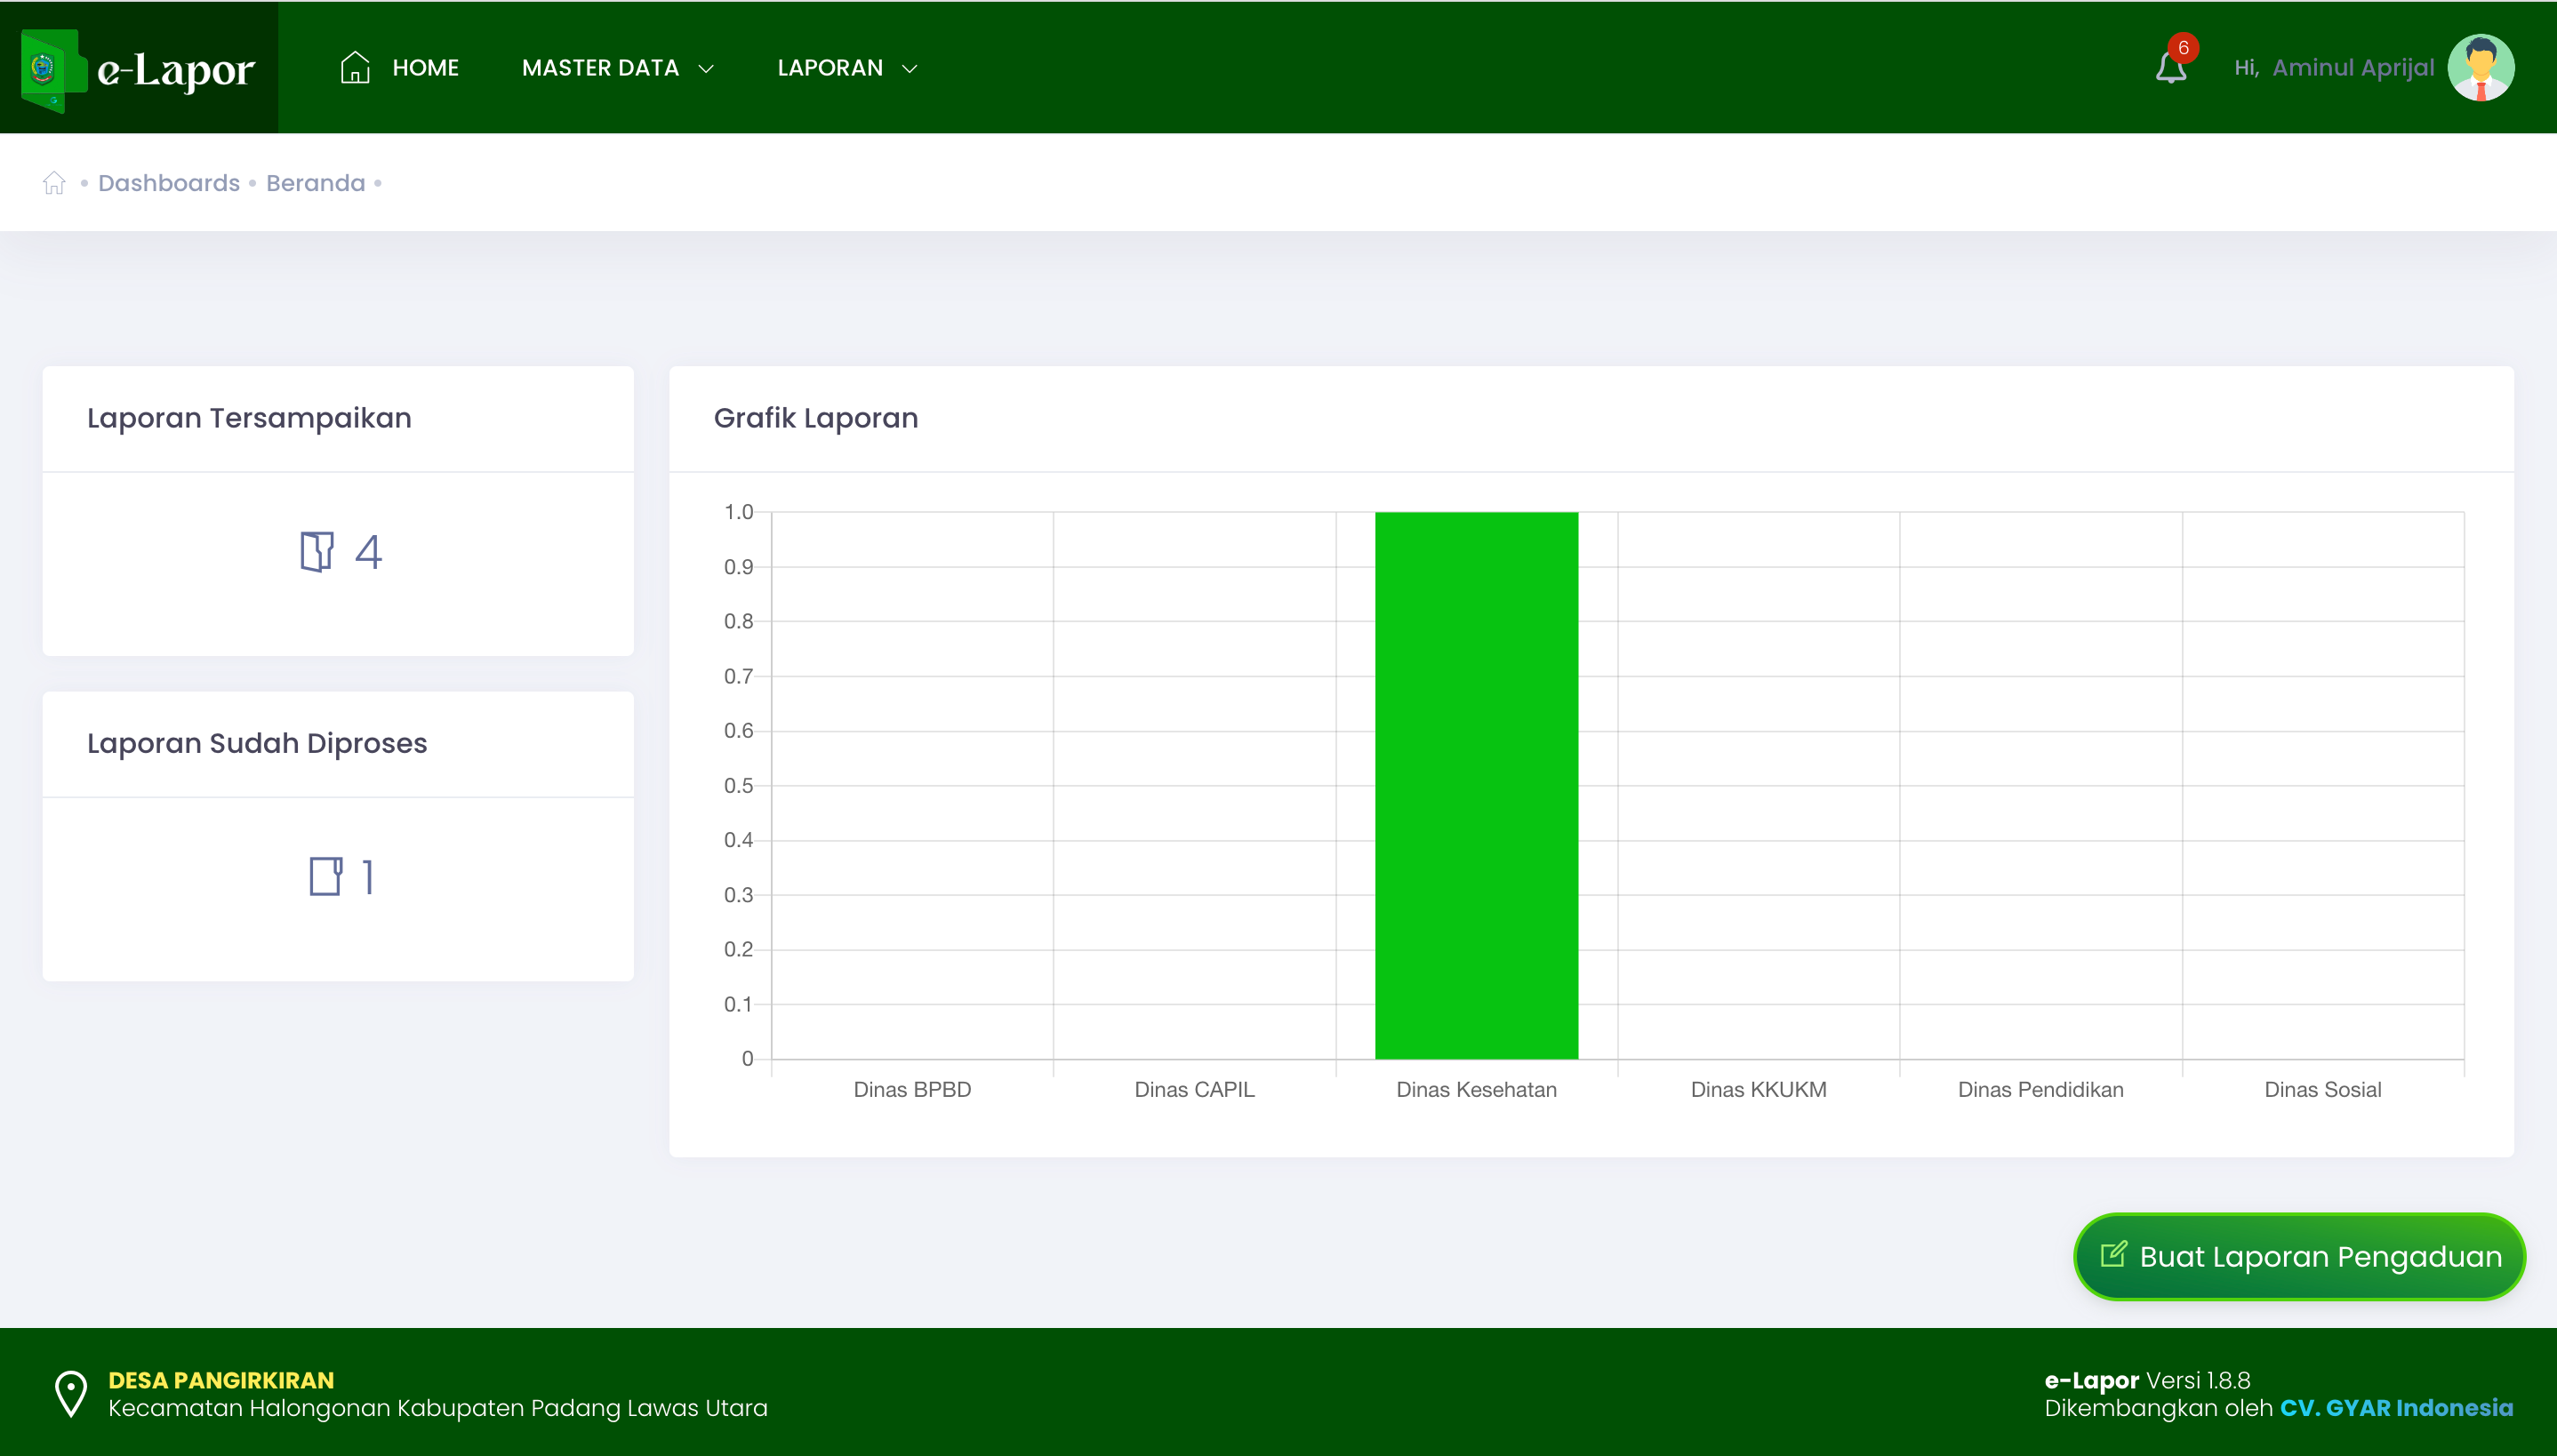 e-Lapor
HOME
MASTER DATA
LAPORAN
6
Hi, Aminul Aprijal
Dashboards • Beranda •
Laporan Tersampaikan
4
Laporan Sudah Diproses
1
Grafik Laporan
1.0
0.9
0.8
0.7
0.6
0.5
0.4
0.3
0.2
0.1
0
Dinas BPBD
Dinas CAPIL
Dinas Kesehatan
Dinas KKUKM
Dinas Pendidikan
Dinas Sosial
Buat Laporan Pengaduan
DESA PANGIRKIRAN
Kecamatan Halongonan Kabupaten Padang Lawas Utara
e-Lapor Versi 1.8.8
Dikembangkan oleh CV. GYAR Indonesia